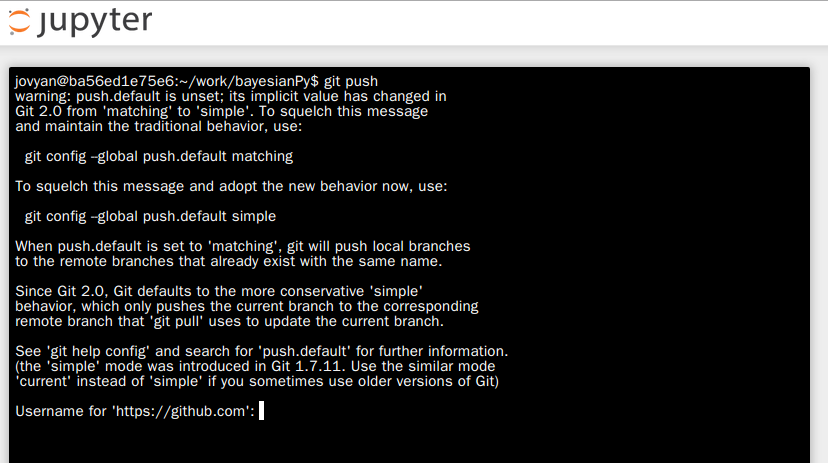 jupyter
jovyan@ba56ed1e75e6:~/work/bayesianPy$ git push
warning: push.default is unset; its implicit value has changed in
Git 2.0 from 'matching' to 'simple'. To squelch this message
and maintain the traditional behavior, use:
git config --global push.default matching
To squelch this message and adopt the new behavior now, use:
git config --global push.default simple
When push.default is set to 'matching', git will push local branches
to the remote branches that already exist with the same name.
Since Git 2.0, Git defaults to the more conservative 'simple'
behavior, which only pushes the current branch to the corresponding
remote branch that 'git pull' uses to update the current branch.
See 'git help config' and search for 'push.default' for further information.
(the 'simple' mode was introduced in Git 1.7.11. Use the similar mode
'current' instead of 'simple' if you sometimes use older versions of Git)
Username for 'https://github.com':